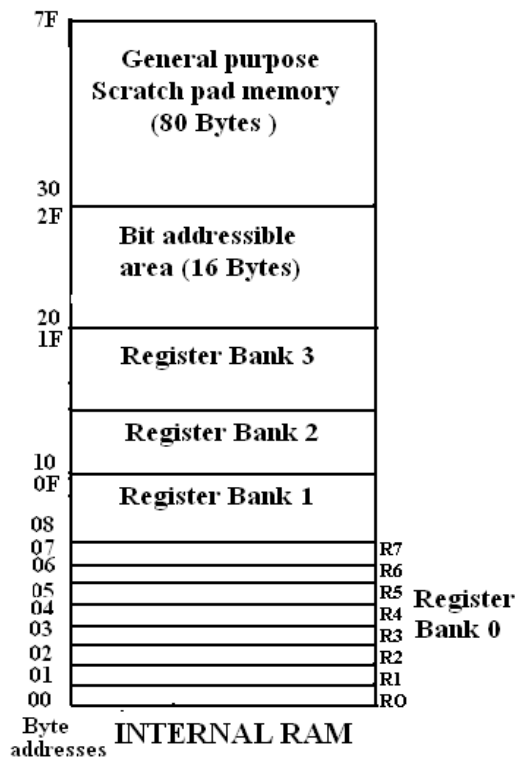 7F
General purpose
Scratch pad memory
(80 Bytes )
30
2F
Bit addressible
area (16 Bytes)
20
1F
Register Bank 3
Register Bank 2
10
0F
Register Bank 1
08
07
R7
06
R6
05
R5
04
R4
03
R3
02
R2
01
R1
00
RO
Register
Bank 0
Byte
addresses
INTERNAL RAM